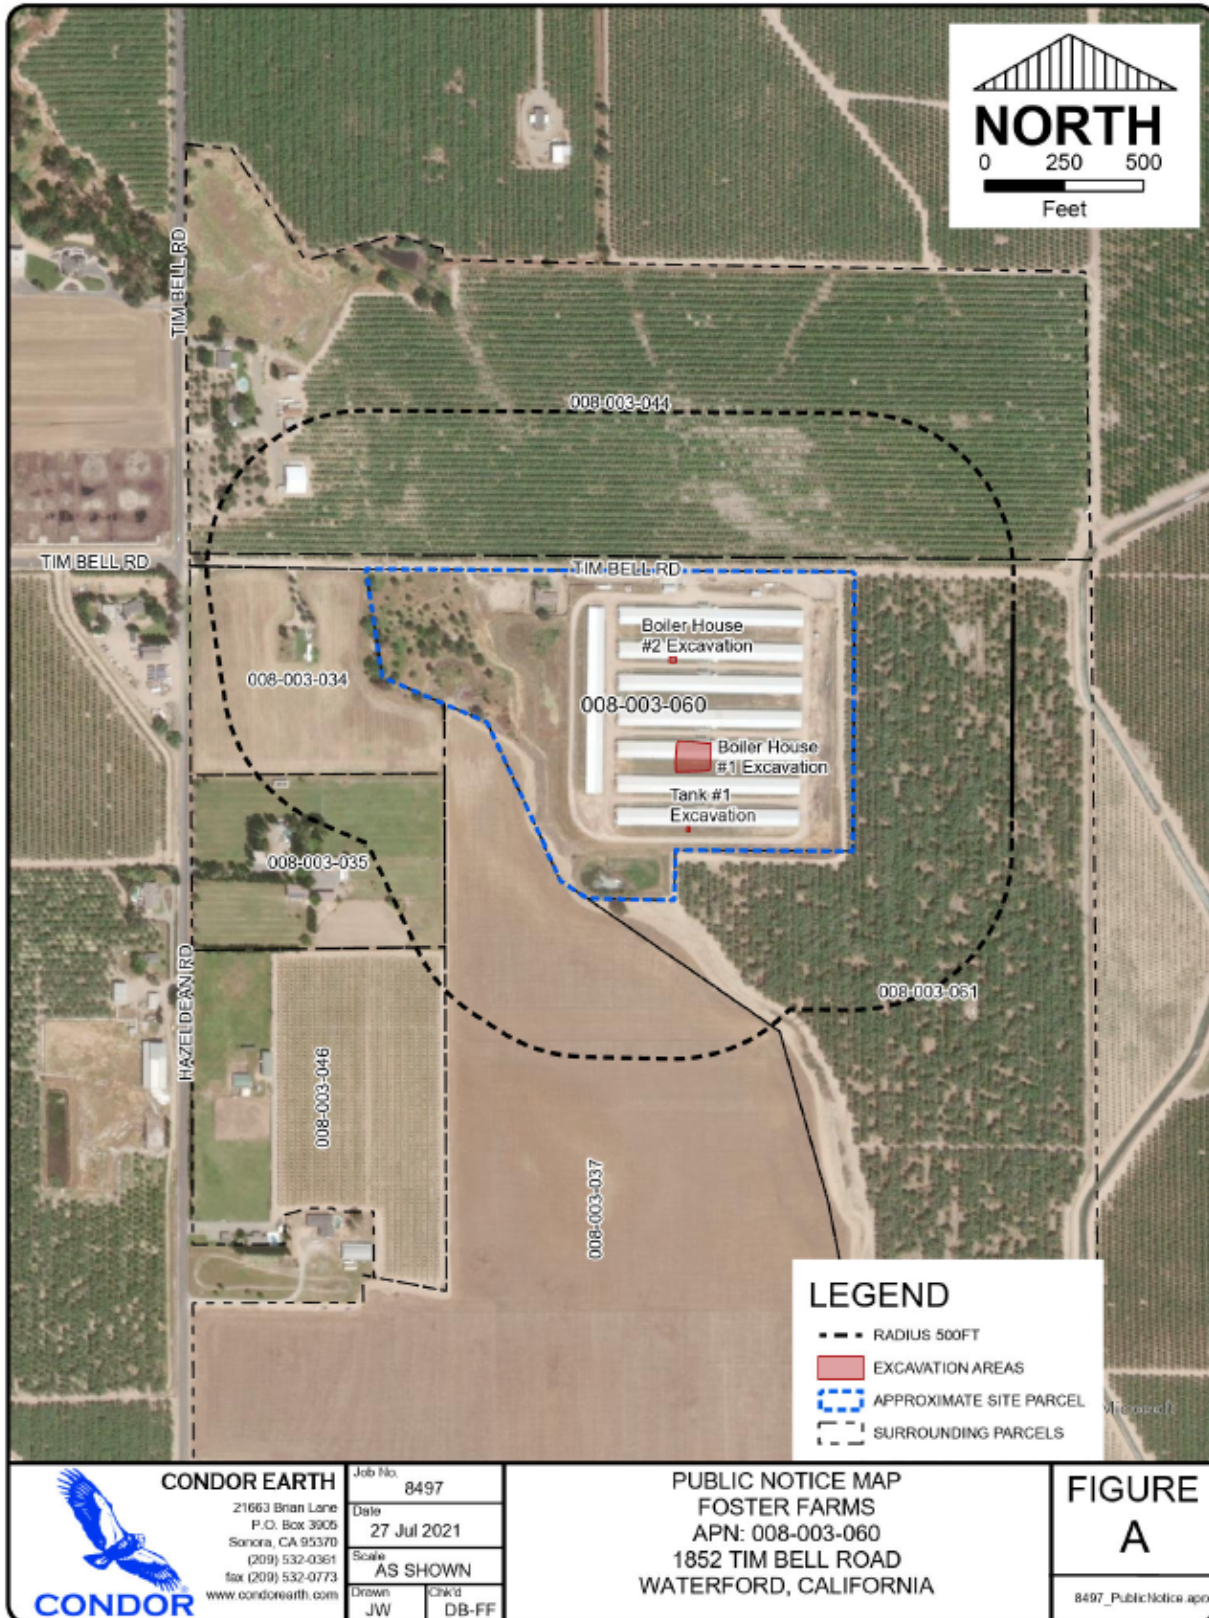 NORTH
0 250 500
Feet
TIM BELL RD
008-003-044
TIM BELL RD
TIM BELL RD
Boiler House
#2 Excavation
008-003-034
008-003-060
Boiler House
#1 Excavation
Tank #1
Excavation
008-003-035
HAZELDEAN RD
008-003-061
008-003-046
008-003-037
LEGEND
RADIUS 500FT
EXCAVATION AREAS
APPROXIMATE SITE PARCEL
SURROUNDING PARCELS
Microsoft
CONDOR
CONDOR EARTH
21663 Brian Lane
P.O. Box 3905
Sonora, CA 95370
(209) 532-0361
fax (209) 532-0773
www.condorearth.com
Job No.
8497
Date
27 Jul 2021
Scale
AS SHOWN
Drawn
JW
Chk'd
DB-FF
PUBLIC NOTICE MAP
FOSTER FARMS
APN: 008-003-060
1852 TIM BELL ROAD
WATERFORD, CALIFORNIA
FIGURE
A
8497_PublicNotice.aprx